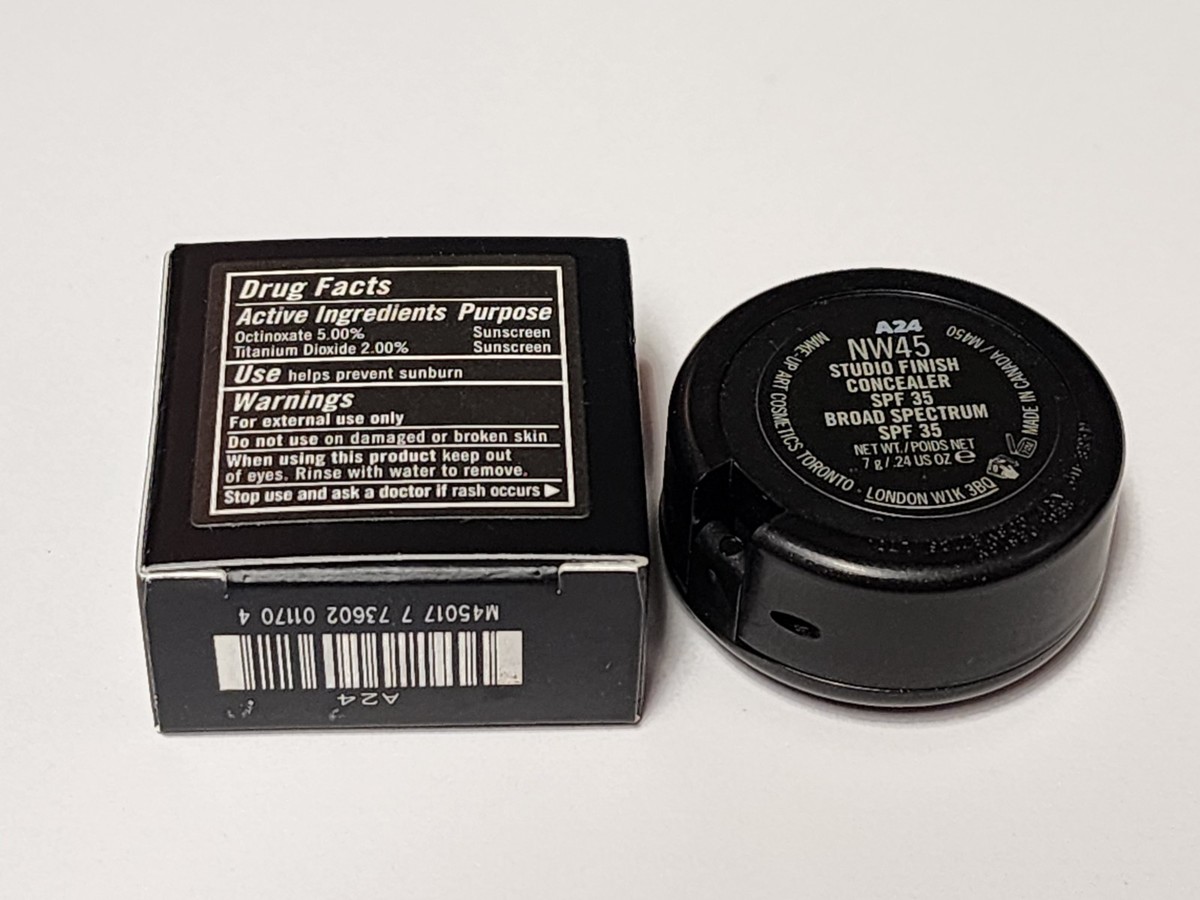 Drug Facts
Active Ingredients Purpose
Octinoxate 5.00% Sunscreen
Titanium Dioxide 2.00% Sunscreen
Use helps prevent sunburn
Warnings
For external use only
Do not use on damaged or broken skin
When using this product keep out
of eyes. Rinse with water to remove.
Stop use and ask a doctor if rash occurs
M45017 7 73602 01170 4
A24
A24
NW45
STUDIO FINISH
CONCEALER
SPF 35
BROAD SPECTRUM
SPF 35
NET WT./POIDS NET
7 g / .24 US OZ e
MAKE-UP ART COSMETICS TORONTO · LONDON W1K 3BQ
MADE IN CANADA / M4450